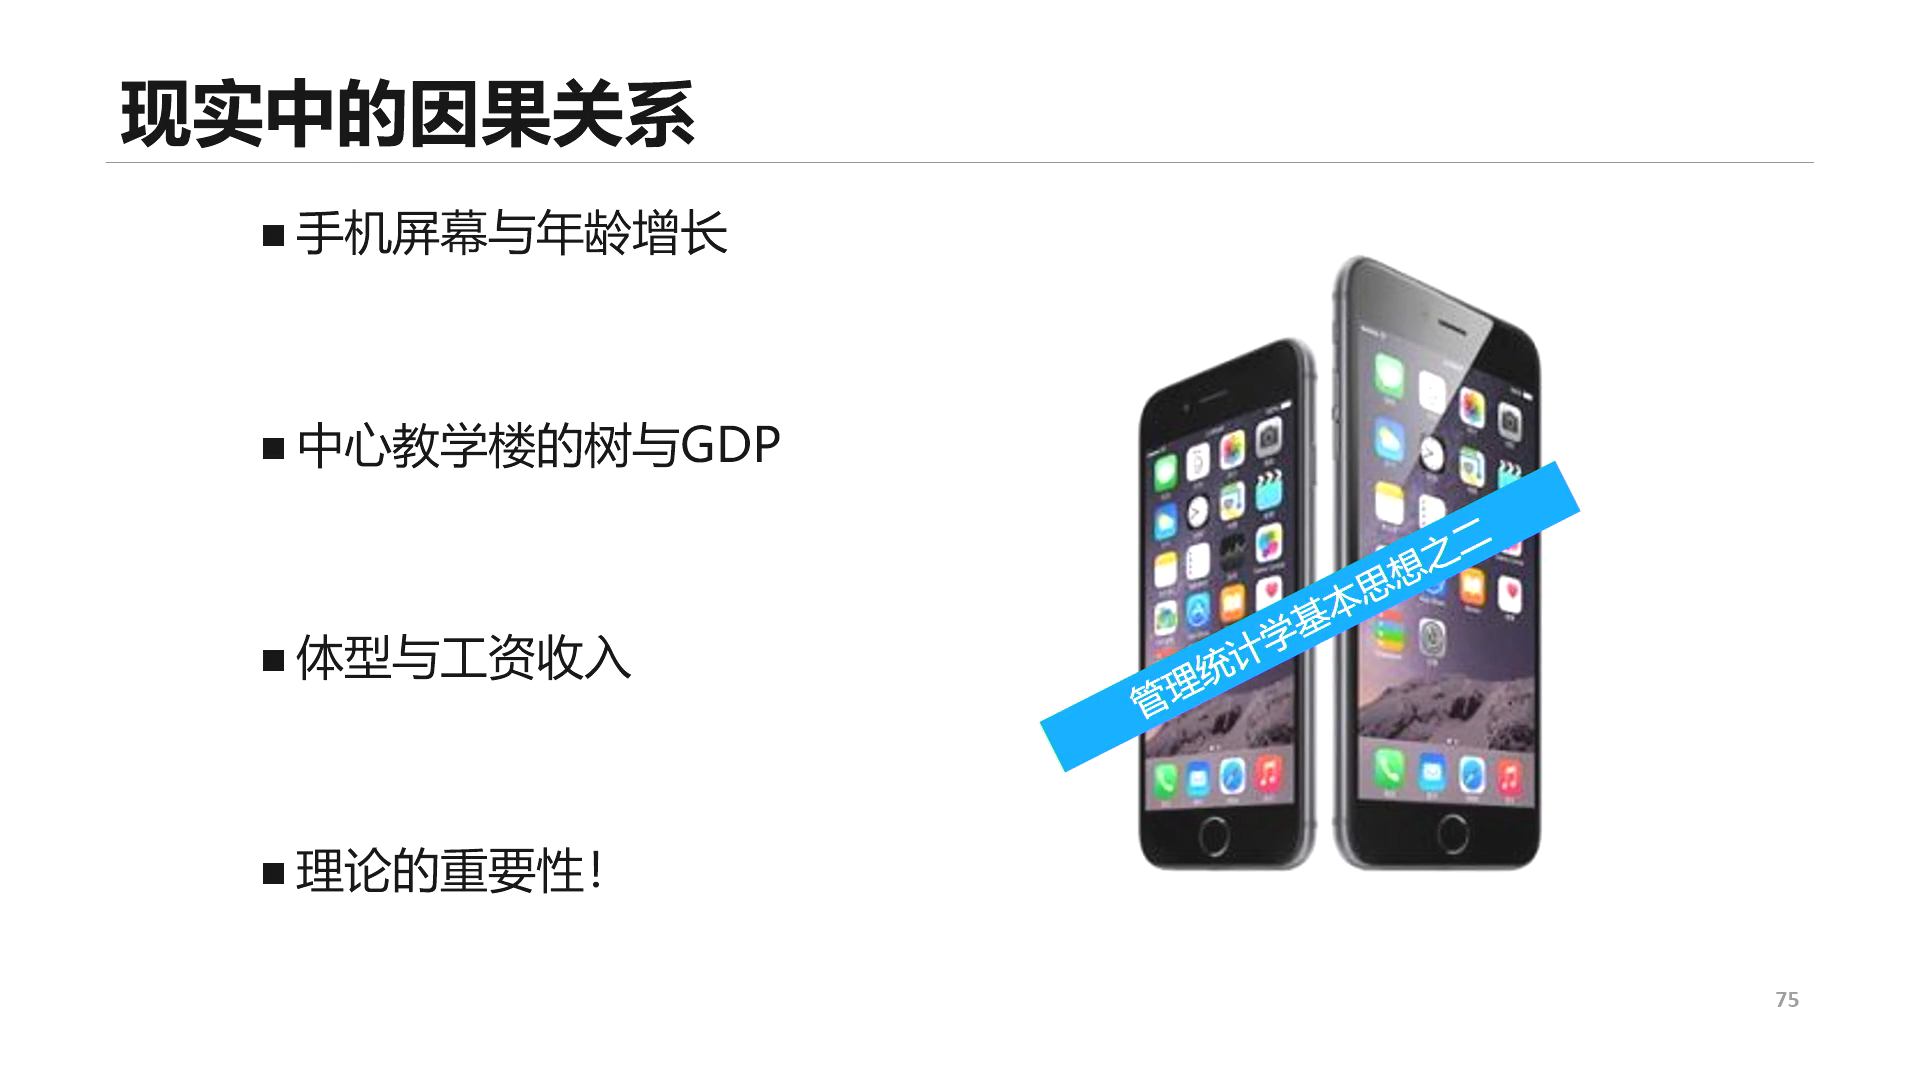 现实中的因果关系
■ 手机屏幕与年龄增长
■ 中心教学楼的树与GDP
■ 体型与工资收入
■ 理论的重要性！
管理统计学基本思想之二
75